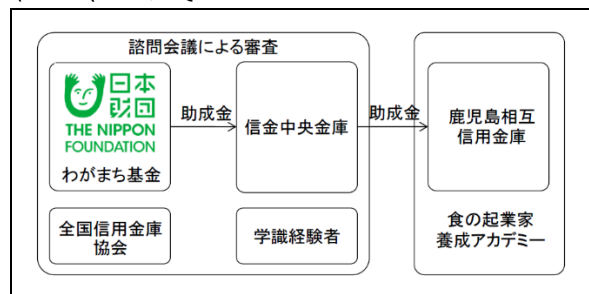 諮問会議による審査
日本
財団
THE NIPPON
FOUNDATION
わがまち基金
助成金
信金中央金庫
助成金
鹿児島相互
信用金庫
全国信用金庫
協会
学識経験者
食の起業家
養成アカデミー